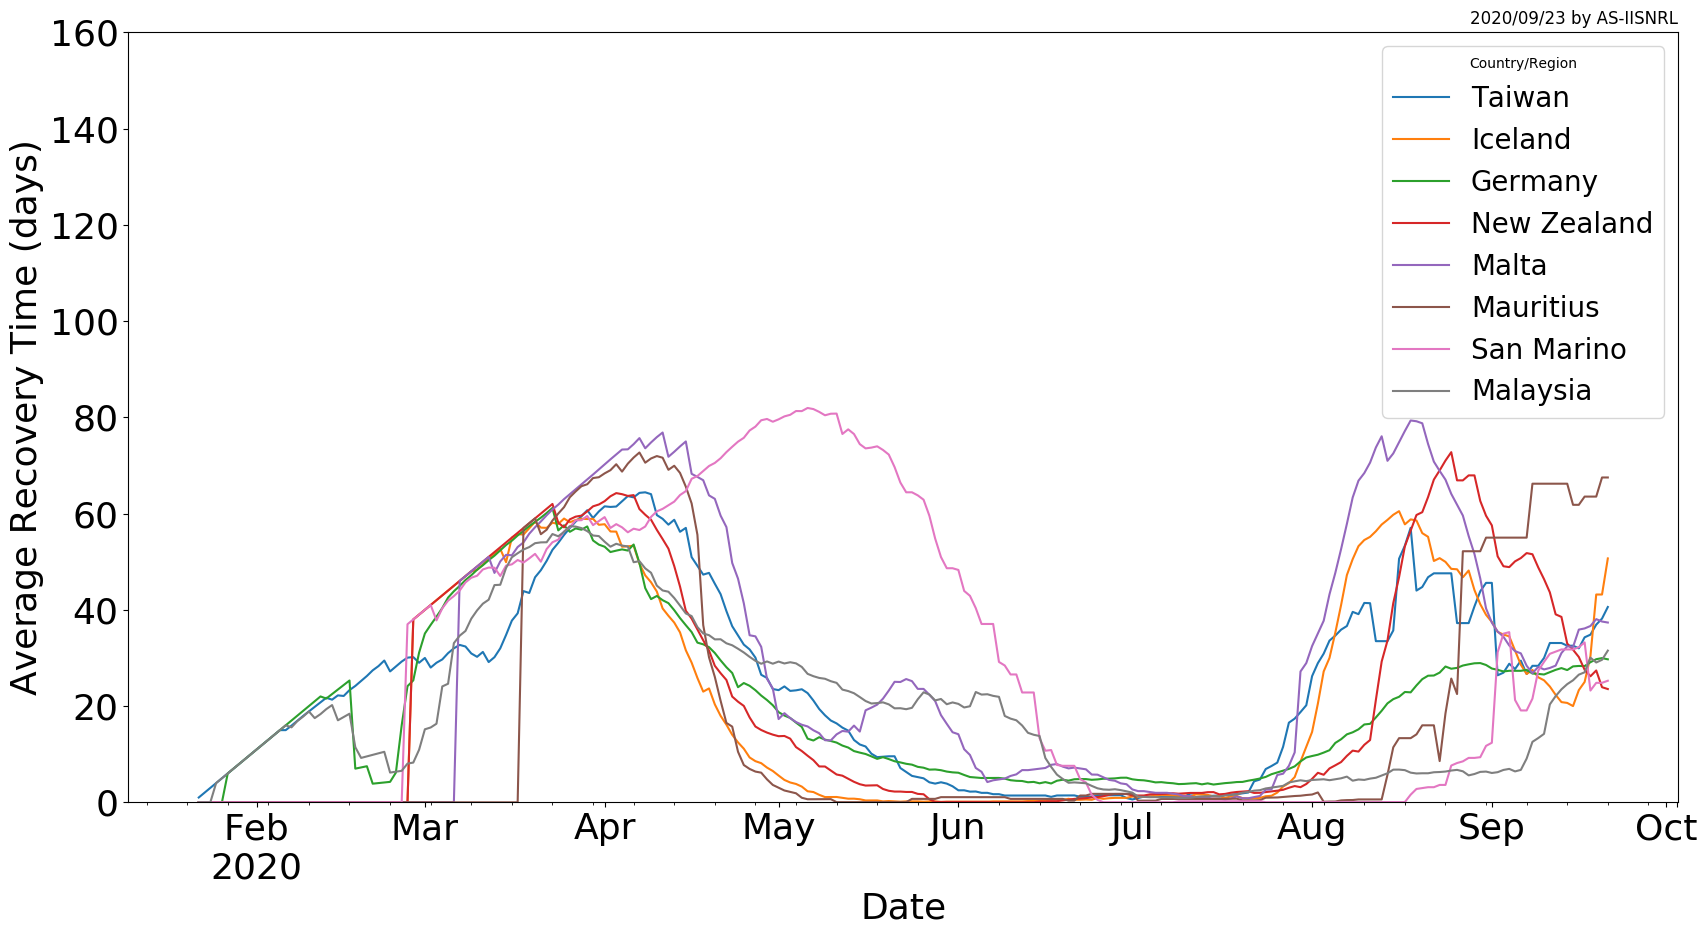 2020/09/23 by AS-IISNRL
Average Recovery Time (days)
160
140
120
100
80
60
40
20
0
Country/Region
Taiwan
Iceland
Germany
New Zealand
Malta
Mauritius
San Marino
Malaysia
Feb Mar Apr May Jun Jul Aug Sep Oct
2020
Date